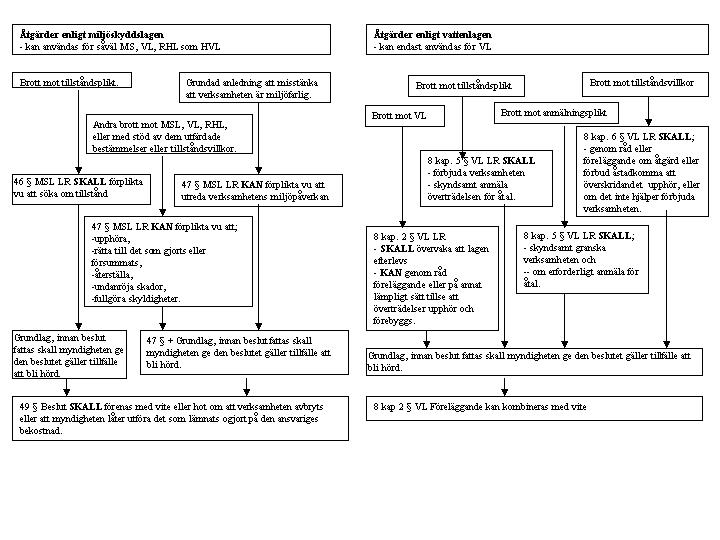 Åtgärder enligt miljöskyddslagen
- kan användas för såväl MS, VL, RHL som HVL
Åtgärder enligt vattenlagen
- kan endast användas för VL
Brott mot tillståndsplikt.
Grundad anledning att misstänka
att verksamheten är miljöfarlig.
Brott mot tillståndsplikt
Brott mot tillståndsvillkor
Brott mot VL
Brott mot anmälningsplikt
Andra brott mot MSL, VL, RHL,
eller med stöd av dem utfärdade
bestämmelser eller tillståndsvillkor.
8 kap. 6 § VL LR SKALL;
- genom råd eller
föreläggande om åtgärd eller
förbud åstadkomma att
överskridandet upphör, eller
om det inte hjälper förbjuda
verksamheten.
8 kap. 5 § VL LR SKALL
- förbjuda verksamheten
- skyndsamt anmäla
överträdelsen för åtal.
46 § MSL LR SKALL förplikta
vu att söka om tillstånd
47 § MSL LR KAN förplikta vu att
utreda verksamhetens miljöpåverkan
47 § MSL LR KAN förplikta vu att;
-upphöra,
-rätta till det som gjorts eller
försummats,
-återställa,
-undanröja skador,
-fullgöra skyldigheter.
8 kap. 2 § VL LR
- SKALL övervaka att lagen
efterlevs
- KAN genom råd
föreläggande eller på annat
lämpligt sätt tillse att
överträdelser upphör och
förebyggs.
8 kap. 5 § VL LR SKALL;
- skyndsamt granska
verksamheten och
-- om erforderligt anmäla för
åtal.
Grundlag, innan beslut
fattas skall myndigheten ge
den beslutet gäller tillfälle
att bli hörd.
47 § + Grundlag, innan beslut fattas skall
myndigheten ge den beslutet gäller tillfälle att
bli hörd.
Grundlag, innan beslut fattas skall myndigheten ge den beslutet gäller tillfälle att
bli hörd.
49 § Beslut SKALL förenas med vite eller hot om att verksamheten avbryts
eller att myndigheten låter utföra det som lämnats ogjort på den ansvariges
bekostnad.
8 kap 2 § VL Föreläggande kan kombineras med vite